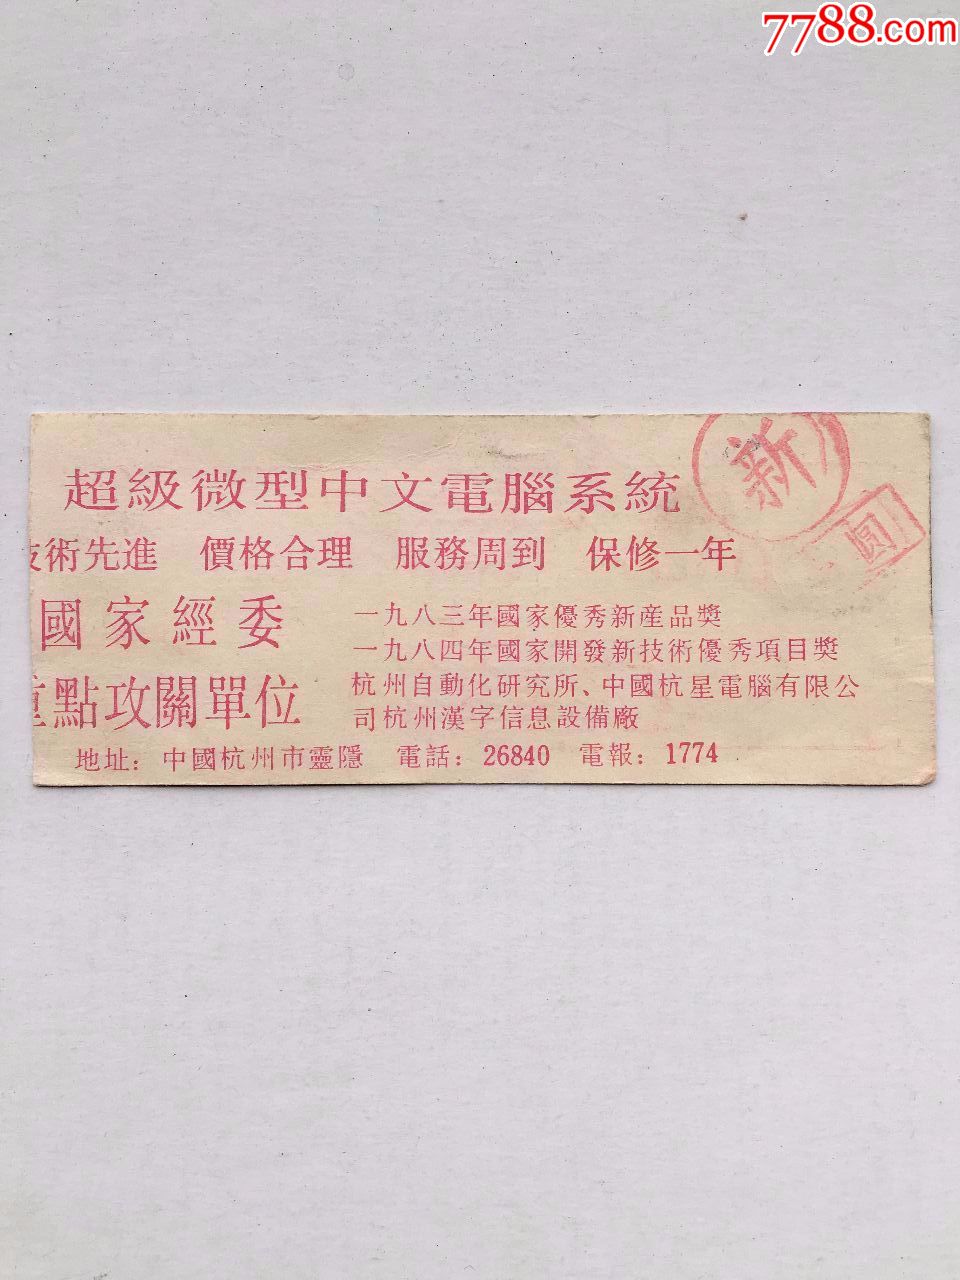 7788.com
新
圓
超級微型中文電腦系統
技術先進 價格合理 服務周到 保修一年
國家經委
重點攻關單位
一九八三年國家優秀新産品獎
一九八四年國家開發新技術優秀項目獎
杭州自動化研究所、中國杭星電腦有限公
司杭州漢字信息設備廠
地址：中國杭州市靈隱 電話：26840 電報：1774